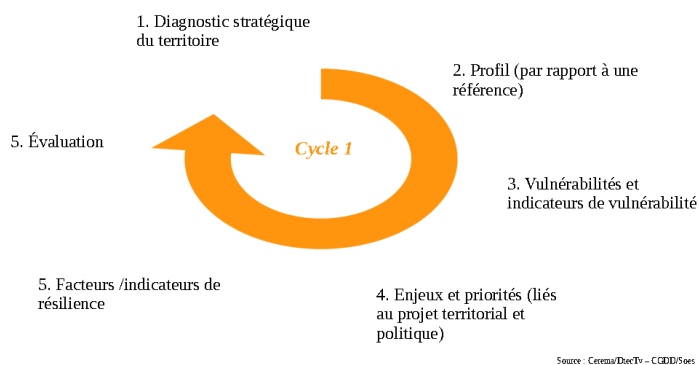 1. Diagnostic stratégique
du territoire
2. Profil (par rapport à une
référence)
Cycle 1
5. Évaluation
3. Vulnérabilités et
indicateurs de vulnérabilité
5. Facteurs /indicateurs de
résilience
4. Enjeux et priorités (liés
au projet territorial et
politique)
Source : Cerema/DtecTv – CGDD/Soes